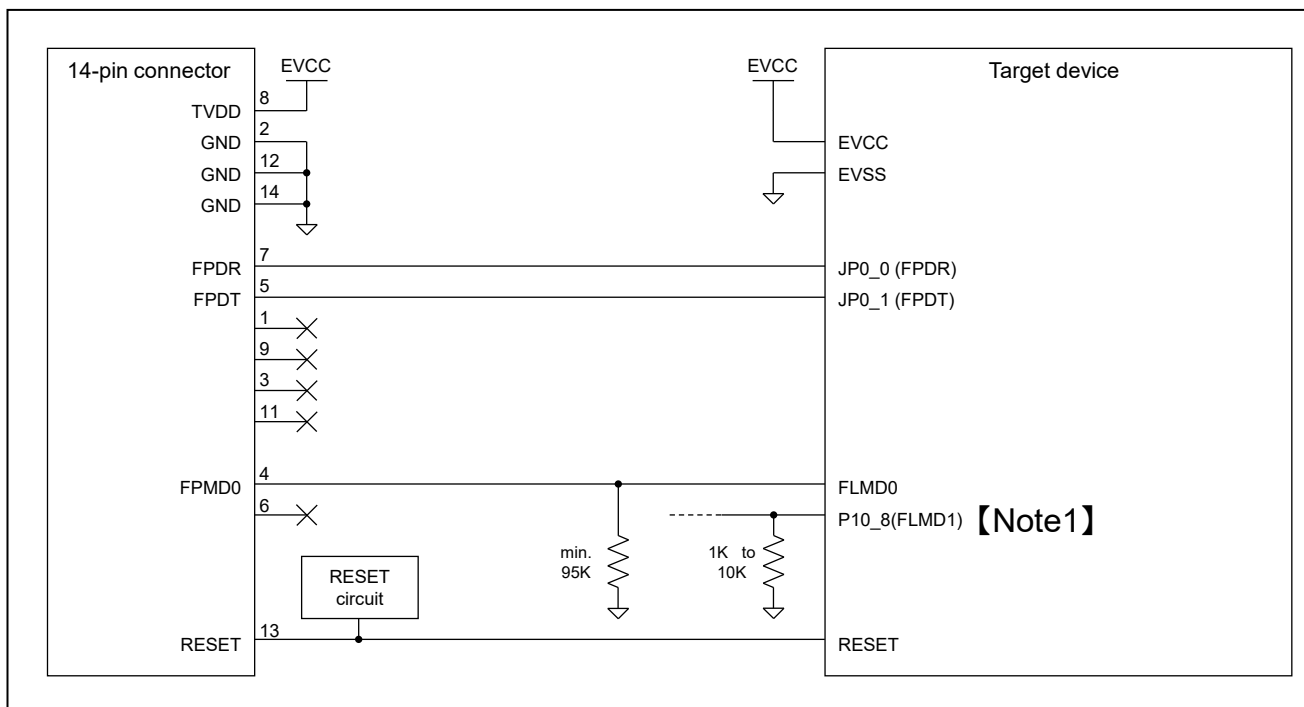 14-pin connector
EVCC
EVCC
Target device
8
TVDD
2
GND
EVCC
12
GND
EVSS
14
GND
7
FPDR
JP0_0 (FPDR)
5
FPDT
JP0_1 (FPDT)
1
9
3
11
4
FPMD0
FLMD0
6
P10_8(FLMD1) 【Note1】
min.
95K
1K to
10K
RESET
circuit
13
RESET
RESET